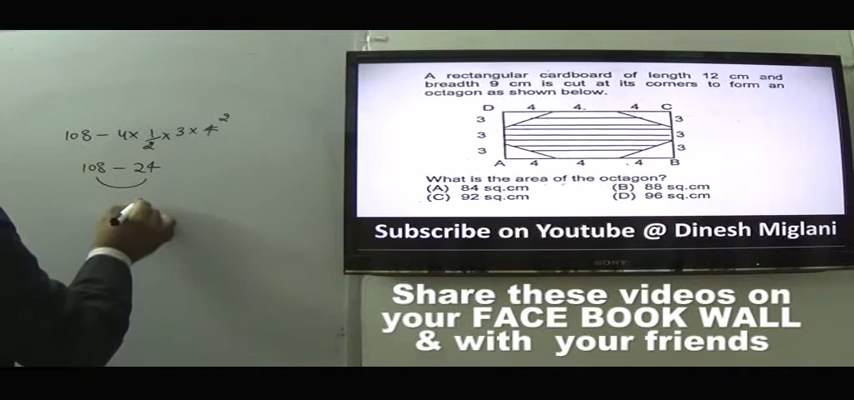 108 - 4 × 1/2 × 3 × 4 2
108 - 24
A rectangular cardboard of length 12 cm and
breadth 9 cm is cut at its corners to form an
octagon as shown below.
D 4 4. 4 C
3 3
3 3
3 3
A 4 4 .4 B
What is the area of the octagon?
(A) 84 sq.cm (B) 88 sq.cm
(C) 92 sq.cm (D) 96 sq.cm
Subscribe on Youtube @ Dinesh Miglani
SONY
Share these videos on
your FACE BOOK WALL
& with your friends